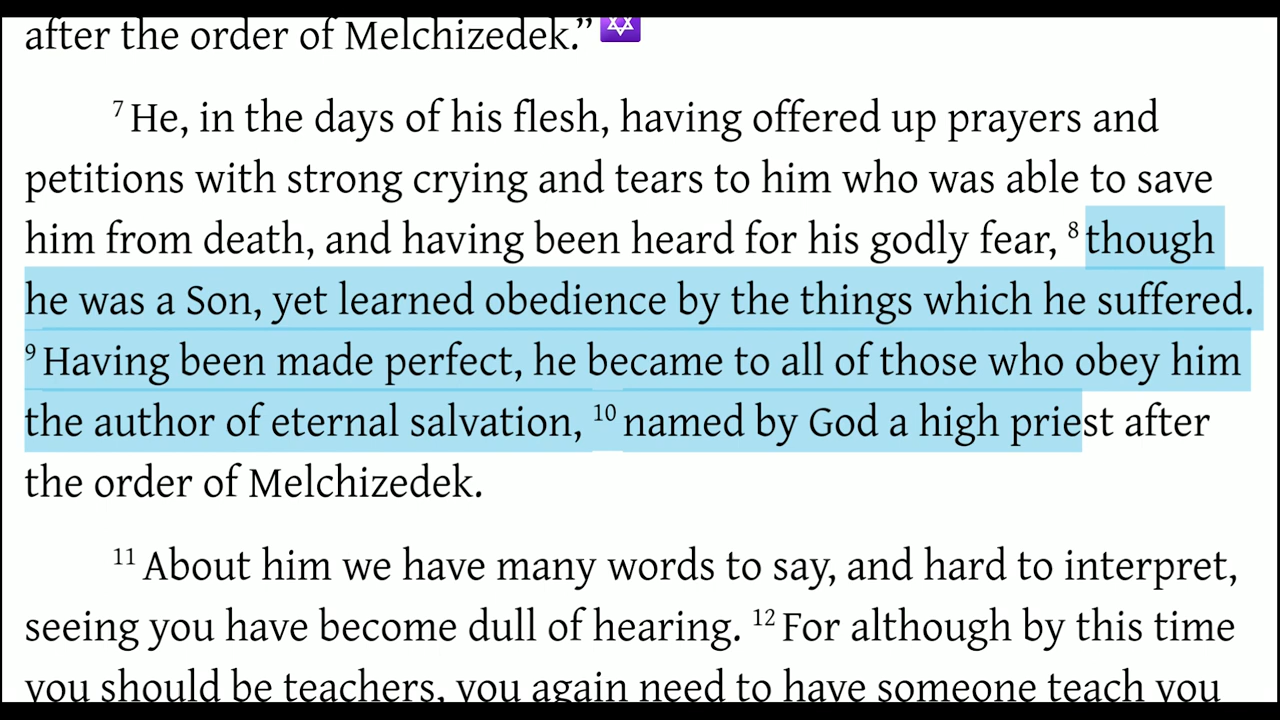 after the order of Melchizedek.”
7 He, in the days of his flesh, having offered up prayers and
petitions with strong crying and tears to him who was able to save
him from death, and having been heard for his godly fear, 8 though
he was a Son, yet learned obedience by the things which he suffered.
9 Having been made perfect, he became to all of those who obey him
the author of eternal salvation, 10 named by God a high priest after
the order of Melchizedek.
11 About him we have many words to say, and hard to interpret,
seeing you have become dull of hearing. 12 For although by this time
you should be teachers, you again need to have someone teach you